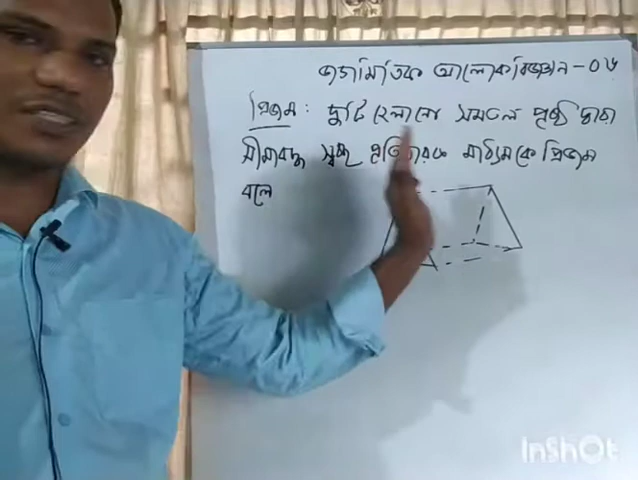 জ্যামিতিক আলোকবিজ্ঞান - ০৬
প্রিজম : দুটি হেলানো সমতল পৃষ্ঠ দ্বারা
সীমাবদ্ধ স্বচ্ছ প্রতিসারক মাধ্যমকে প্রিজম
বলে
InShOt